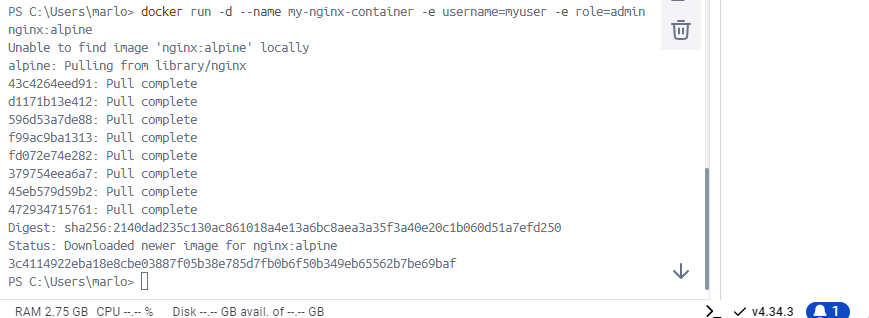 PS C:\Users\marlo> docker run -d --name my-nginx-container -e username=myuser -e role=admin
nginx:alpine
Unable to find image 'nginx:alpine' locally
alpine: Pulling from library/nginx
43c4264eed91: Pull complete
d1171b13e412: Pull complete
596d53a7de88: Pull complete
f99ac9ba1313: Pull complete
fd072e74e282: Pull complete
379754eea6a7: Pull complete
45eb579d59b2: Pull complete
472934715761: Pull complete
Digest: sha256:2140dad235c130ac861018a4e13a6bc8aea3a35f3a40e20c1b060d51a7efd250
Status: Downloaded newer image for nginx:alpine
3c4114922eba18e8cbe03887f05b38e785d7fb0b6f50b349eb65562b7be69baf
PS C:\Users\marlo>
RAM 2.75 GB CPU --.-- % Disk --.-- GB avail. of --.-- GB v4.34.3 1